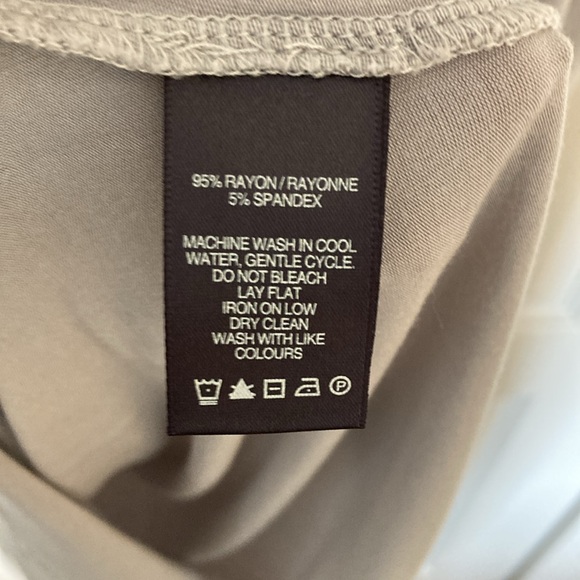 95% RAYON / RAYONNE
5% SPANDEX
MACHINE WASH IN COOL
WATER, GENTLE CYCLE.
DO NOT BLEACH
LAY FLAT
IRON ON LOW
DRY CLEAN
WASH WITH LIKE
COLOURS
P